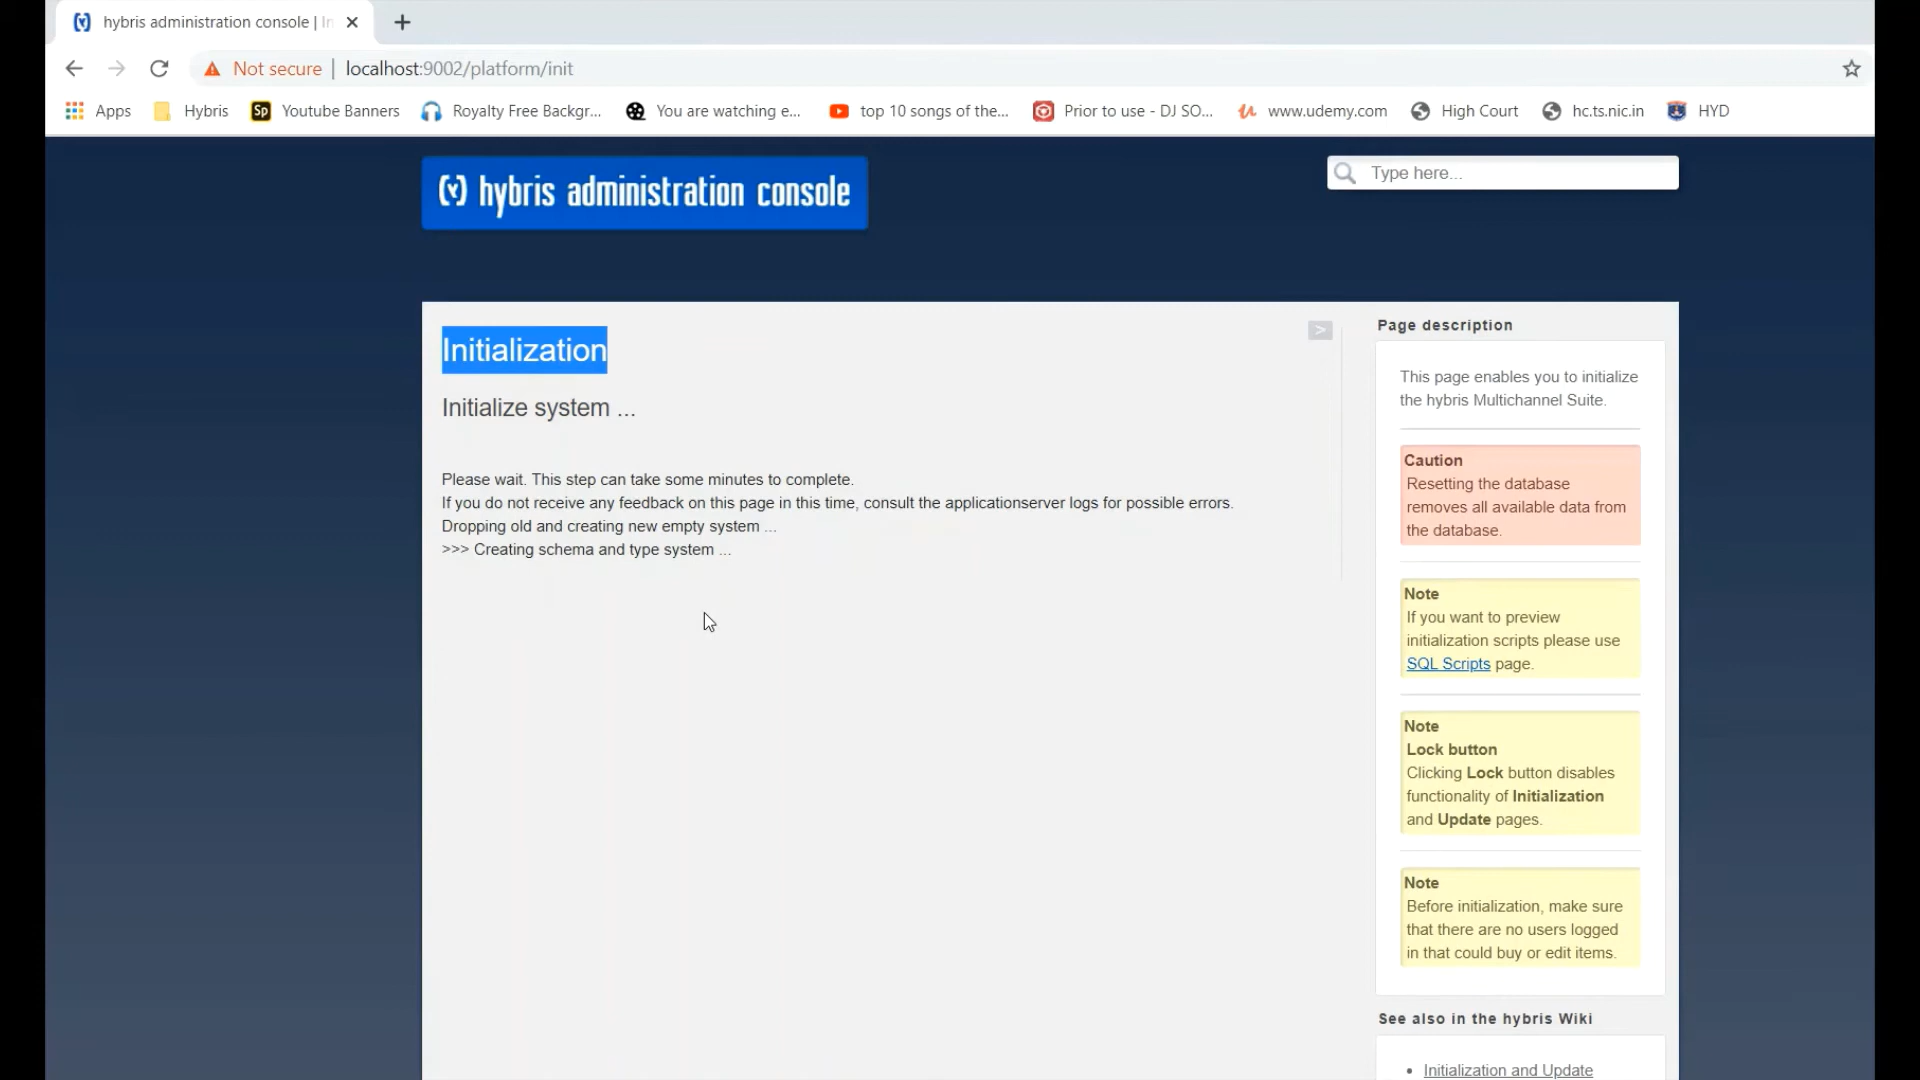 hybris administration console | In
Not secure | localhost:9002/platform/init
Apps Hybris Sp Youtube Banners Royalty Free Backgr... You are watching e... top 10 songs of the... Prior to use - DJ SO... www.udemy.com High Court hc.ts.nic.in HYD
(y) hybris administration console
Type here...
Initialization
>
Initialize system ...
Please wait. This step can take some minutes to complete.
If you do not receive any feedback on this page in this time, consult the applicationserver logs for possible errors.
Dropping old and creating new empty system ...
>>> Creating schema and type system ...
Page description
This page enables you to initialize
the hybris Multichannel Suite.
Caution
Resetting the database
removes all available data from
the database.
Note
If you want to preview
initialization scripts please use
SQL Scripts page.
Note
Lock button
Clicking Lock button disables
functionality of Initialization
and Update pages.
Note
Before initialization, make sure
that there are no users logged
in that could buy or edit items.
See also in the hybris Wiki
• Initialization and Update